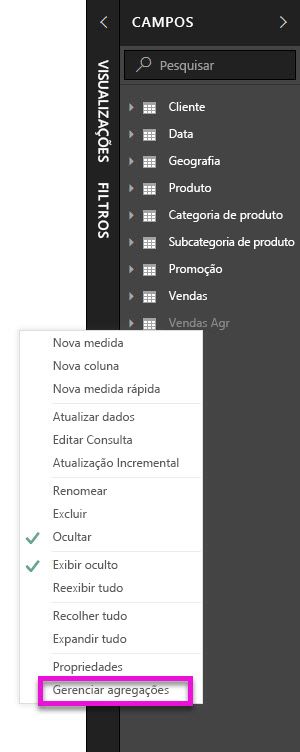 CAMPOS
VISUALIZAÇÕES
FILTROS
Pesquisar
Cliente
Data
Geografia
Produto
Categoria de produto
Subcategoria de produto
Promoção
Vendas
Vendas Agr
Nova medida
Nova coluna
Nova medida rápida
Atualizar dados
Editar Consulta
Atualização Incremental
Renomear
Excluir
Ocultar
Exibir oculto
Reexibir tudo
Recolher tudo
Expandir tudo
Propriedades
Gerenciar agregações